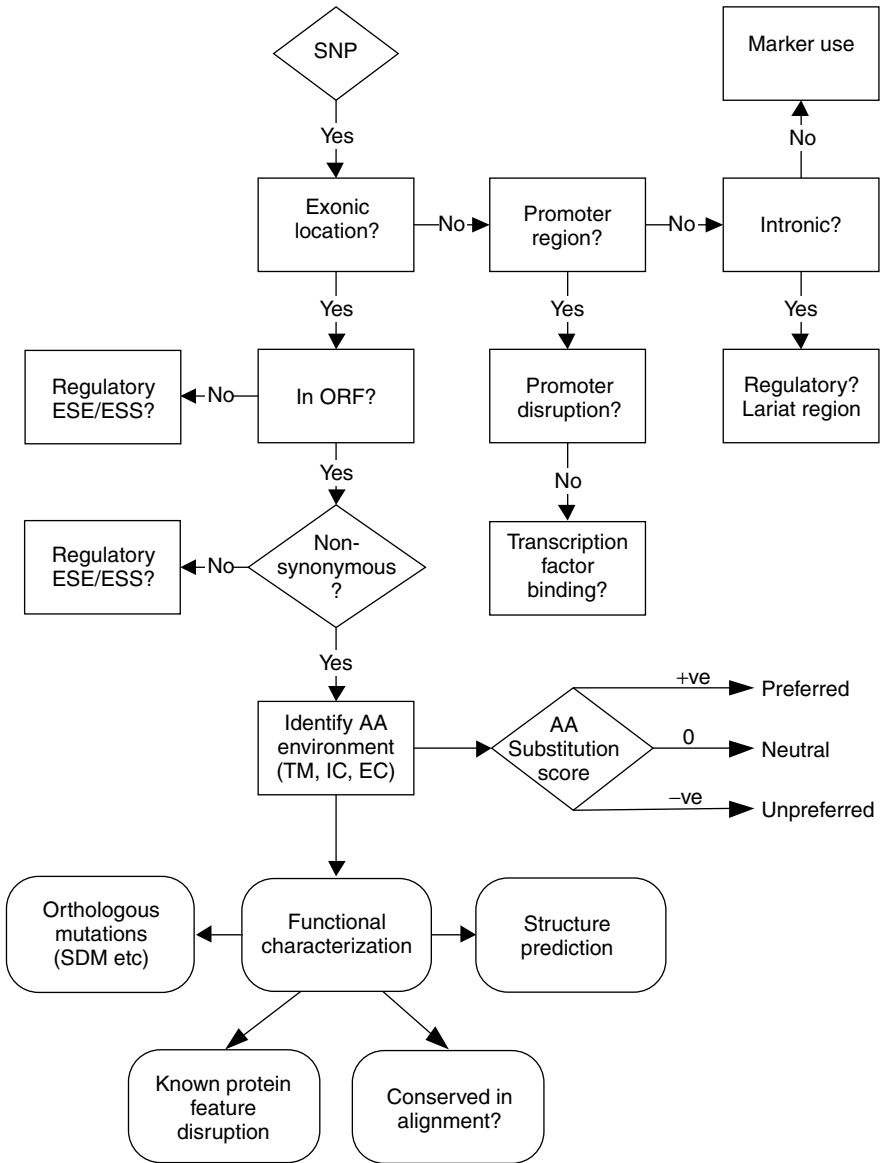 SNP
Marker use
Yes
No
Exonic
location?
No
Promoter
region?
No
Intronic?
Yes
Yes
Yes
Regulatory
ESE/ESS?
No
In ORF?
Promoter
disruption?
Regulatory?
Lariat region
Yes
No
Regulatory
ESE/ESS?
No
Non-
synonymous
?
Transcription
factor
binding?
Yes
Identify AA
environment
(TM, IC, EC)
AA
Substitution
score
+ve
Preferred
0
Neutral
−ve
Unpreferred
Orthologous
mutations
(SDM etc)
Functional
characterization
Structure
prediction
Known protein
feature
disruption
Conserved in
alignment?